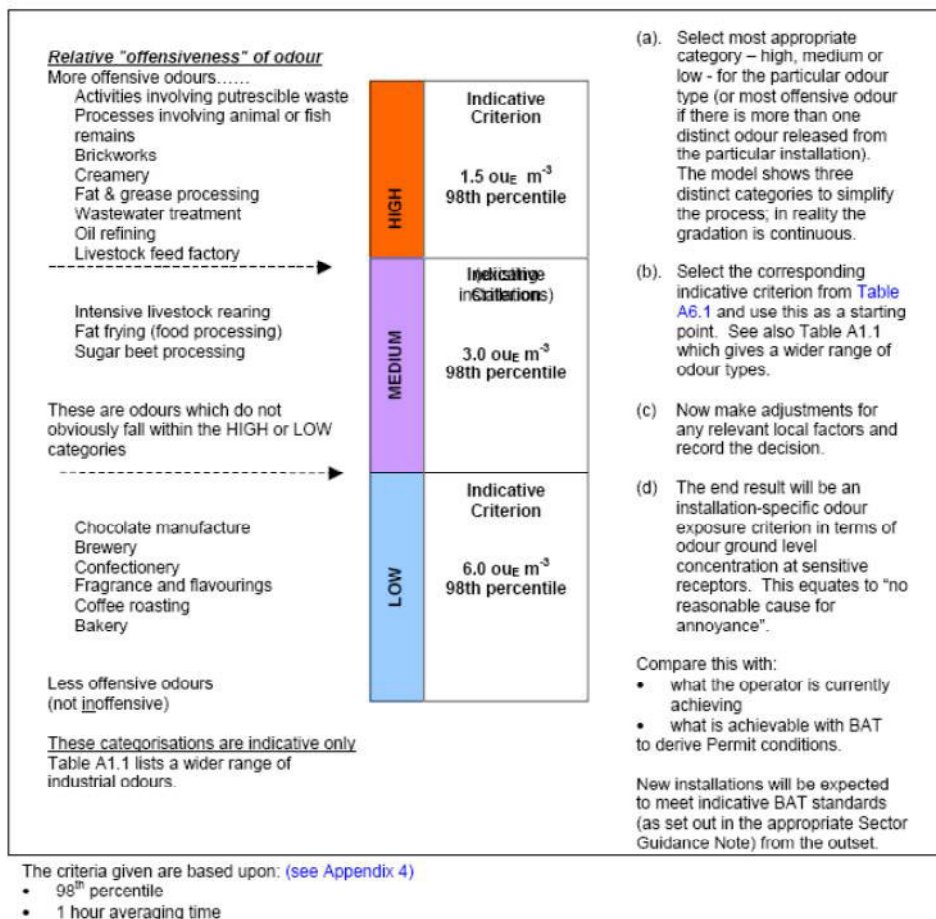 Relative "offensiveness" of odour
More offensive odours……
Activities involving putrescible waste
Processes involving animal or fish
remains
Brickworks
Creamery
Fat & grease processing
Wastewater treatment
Oil refining
Livestock feed factory
Intensive livestock rearing
Fat frying (food processing)
Sugar beet processing
These are odours which do not
obviously fall within the HIGH or LOW
categories
Chocolate manufacture
Brewery
Confectionery
Fragrance and flavourings
Coffee roasting
Bakery
Less offensive odours
(not inoffensive)
These categorisations are indicative only
Table A1.1 lists a wider range of
industrial odours.
HIGH
Indicative
Criterion
1.5 ouE m-3
98th percentile
MEDIUM
Indicative
Criterion
3.0 ouE m-3
98th percentile
LOW
Indicative
Criterion
6.0 ouE m-3
98th percentile
(a). Select most appropriate
category – high, medium or
low - for the particular odour
type (or most offensive odour
if there is more than one
distinct odour released from
the particular installation).
The model shows three
distinct categories to simplify
the process; in reality the
gradation is continuous.
(b). Select the corresponding
indicative criterion from Table
A6.1 and use this as a starting
point. See also Table A1.1
which gives a wider range of
odour types.
(c) Now make adjustments for
any relevant local factors and
record the decision.
(d) The end result will be an
installation-specific odour
exposure criterion in terms of
odour ground level
concentration at sensitive
receptors. This equates to “no
reasonable cause for
annoyance”.
Compare this with:
• what the operator is currently
achieving
• what is achievable with BAT
to derive Permit conditions.
New installations will be expected
to meet indicative BAT standards
(as set out in the appropriate Sector
Guidance Note) from the outset.
The criteria given are based upon: (see Appendix 4)
• 98th percentile
• 1 hour averaging time